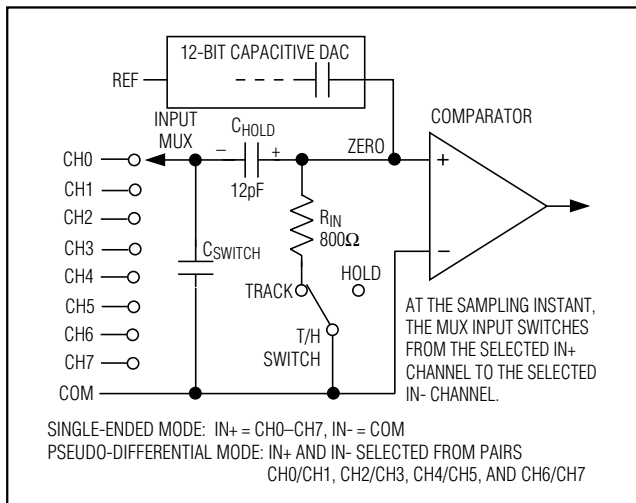 12-BIT CAPACITIVE DAC
REF
COMPARATOR
INPUT
MUX
CHOLD
ZERO
− +
+
CH0
12pF
CH1
RIN
CH2
800Ω
−
CH3
CSWITCH
HOLD
CH4
TRACK
AT THE SAMPLING INSTANT,
THE MUX INPUT SWITCHES
FROM THE SELECTED IN+
CHANNEL TO THE SELECTED
IN- CHANNEL.
CH5
T/H
SWITCH
CH6
CH7
COM
SINGLE-ENDED MODE: IN+ = CH0–CH7, IN- = COM
PSEUDO-DIFFERENTIAL MODE: IN+ AND IN- SELECTED FROM PAIRS
CH0/CH1, CH2/CH3, CH4/CH5, AND CH6/CH7